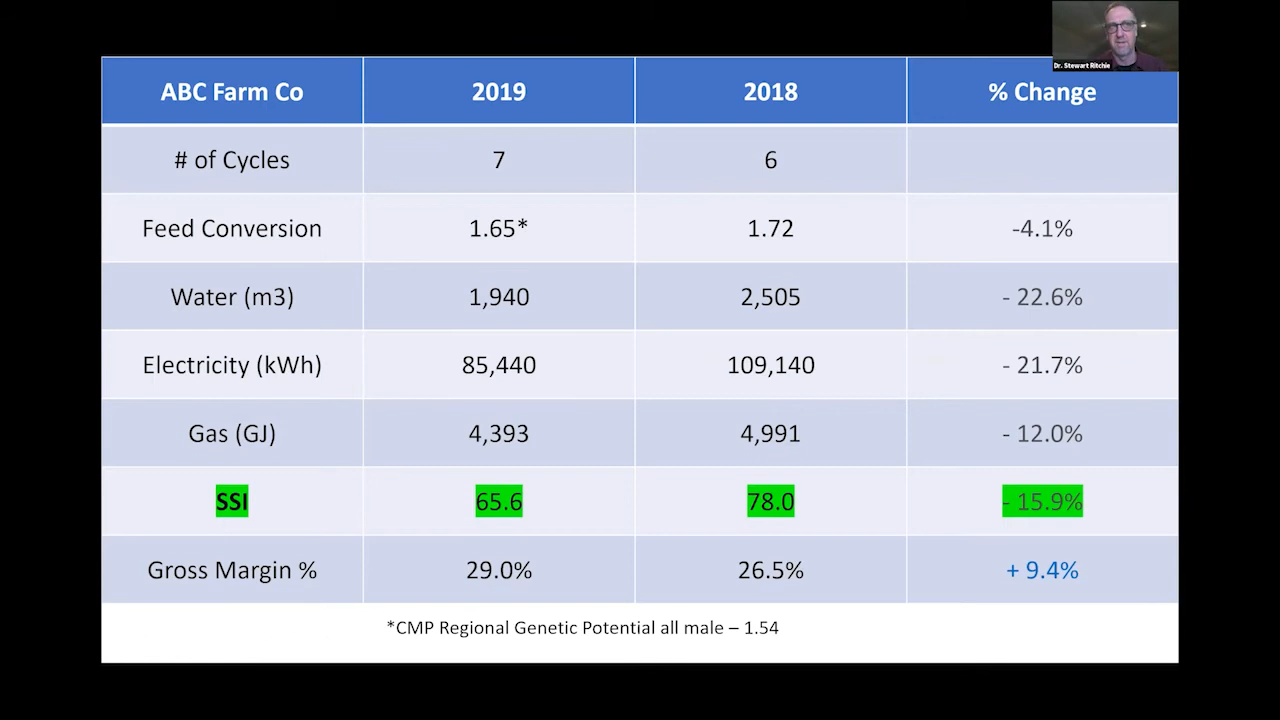 Dr. Stewart Ritchie
ABC Farm Co 2019 2018 % Change
# of Cycles 7 6
Feed Conversion 1.65* 1.72 -4.1%
Water (m3) 1,940 2,505 - 22.6%
Electricity (kWh) 85,440 109,140 - 21.7%
Gas (GJ) 4,393 4,991 - 12.0%
SSI 65.6 78.0 - 15.9%
Gross Margin % 29.0% 26.5% + 9.4%
*CMP Regional Genetic Potential all male – 1.54